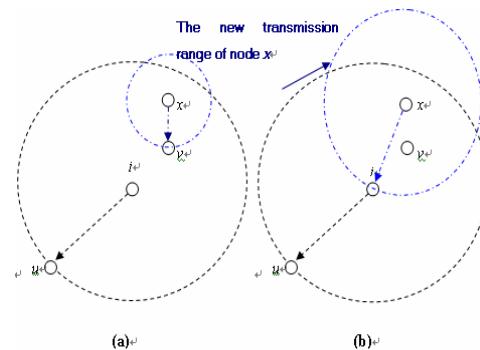 The new transmission
range of node x↵
x↵
x↵
y↵
y↵
i↵
i↵
↵ u↵
↵ u↵
(a)
(b)